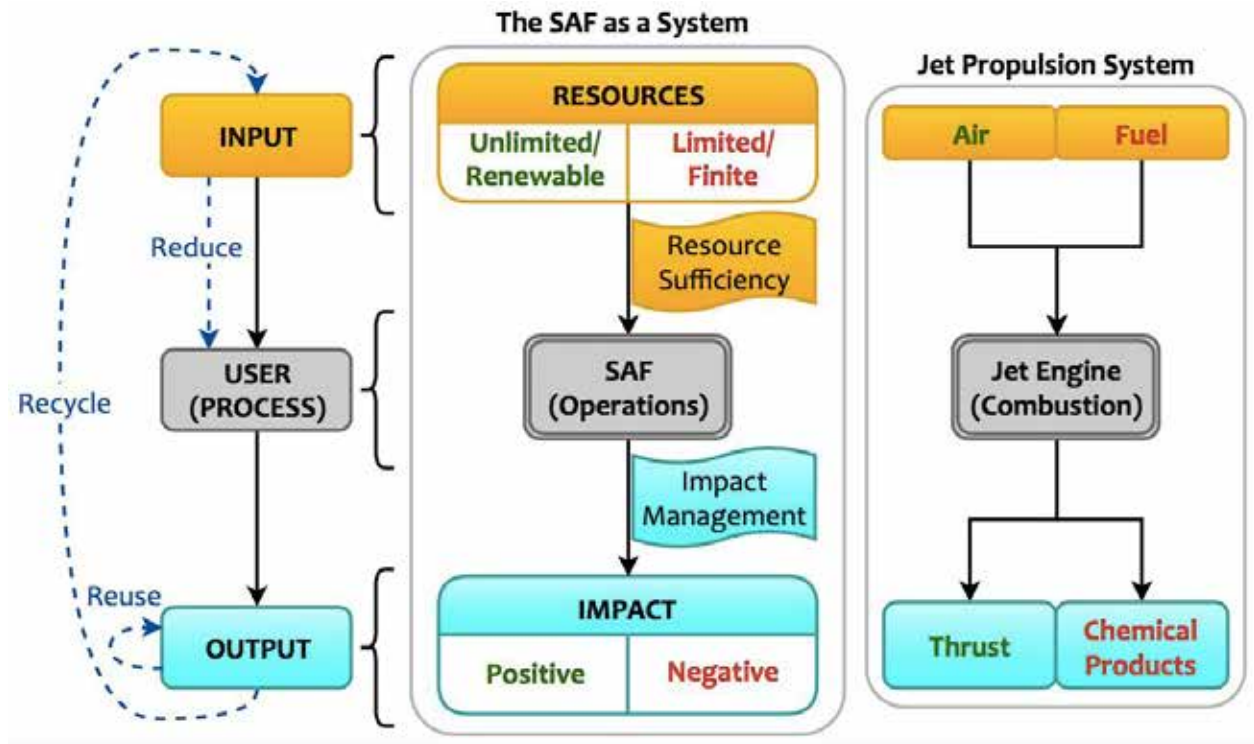 The SAF as a System
Jet Propulsion System
INPUT
Reduce
USER
(PROCESS)
Recycle
Reuse
OUTPUT
RESOURCES
Unlimited/
Renewable
Limited/
Finite
Resource
Sufficiency
SAF
(Operations)
Impact
Management
IMPACT
Positive
Negative
Air
Fuel
Jet Engine
(Combustion)
Thrust
Chemical
Products